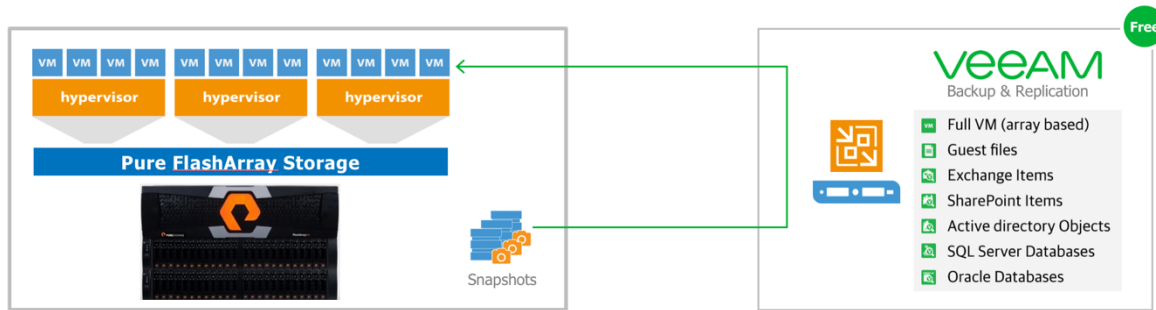 Free
VM VM VM VM VM VM VM VM VM VM VM VM
hypervisor hypervisor hypervisor
Pure FlashArray Storage
Snapshots
veeam
Backup & Replication
VM Full VM (array based)
Guest files
Exchange Items
SharePoint Items
Active directory Objects
SQL Server Databases
Oracle Databases